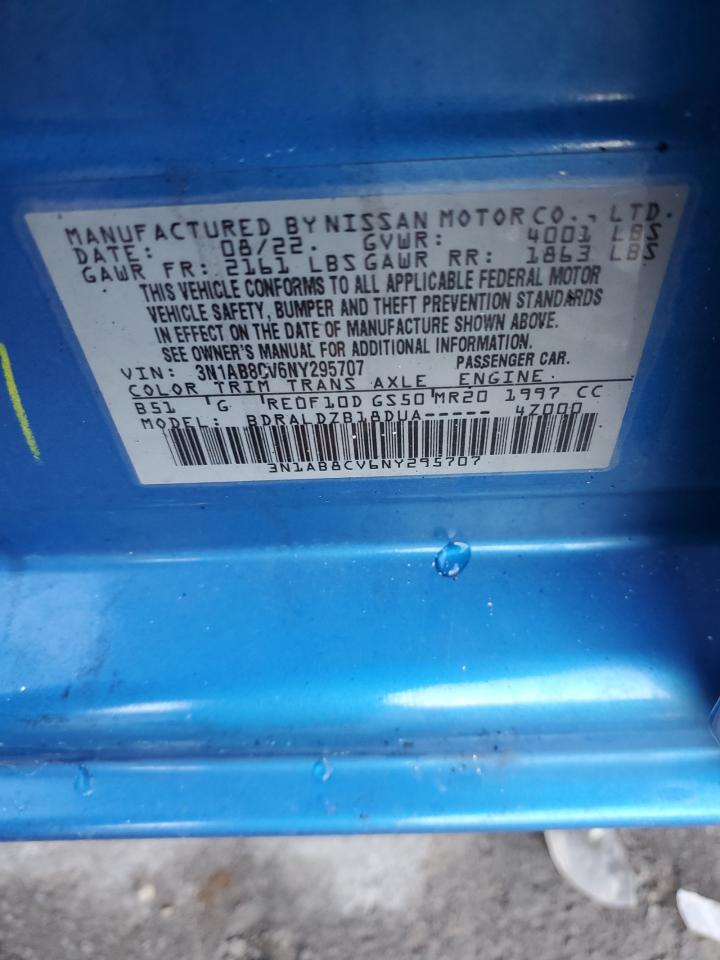 MANUFACTURED BY NISSAN MOTOR CO., LTD.
DATE: 08/22. GVWR: 4001 LBS
GAWR FR: 2161 LBS GAWR RR: 1863 LBS
THIS VEHICLE CONFORMS TO ALL APPLICABLE FEDERAL MOTOR
VEHICLE SAFETY, BUMPER AND THEFT PREVENTION STANDARDS
IN EFFECT ON THE DATE OF MANUFACTURE SHOWN ABOVE.
SEE OWNER'S MANUAL FOR ADDITIONAL INFORMATION.
VIN: 3N1AB8CV6NY295707 PASSENGER CAR.
COLOR TRIM TRANS AXLE ENGINE
B51 G RE0F10D GS50 MR20 1997 CC
MODEL: BDRALDZB18DUA----- 4Z000
3N1AB8CV6NY295707